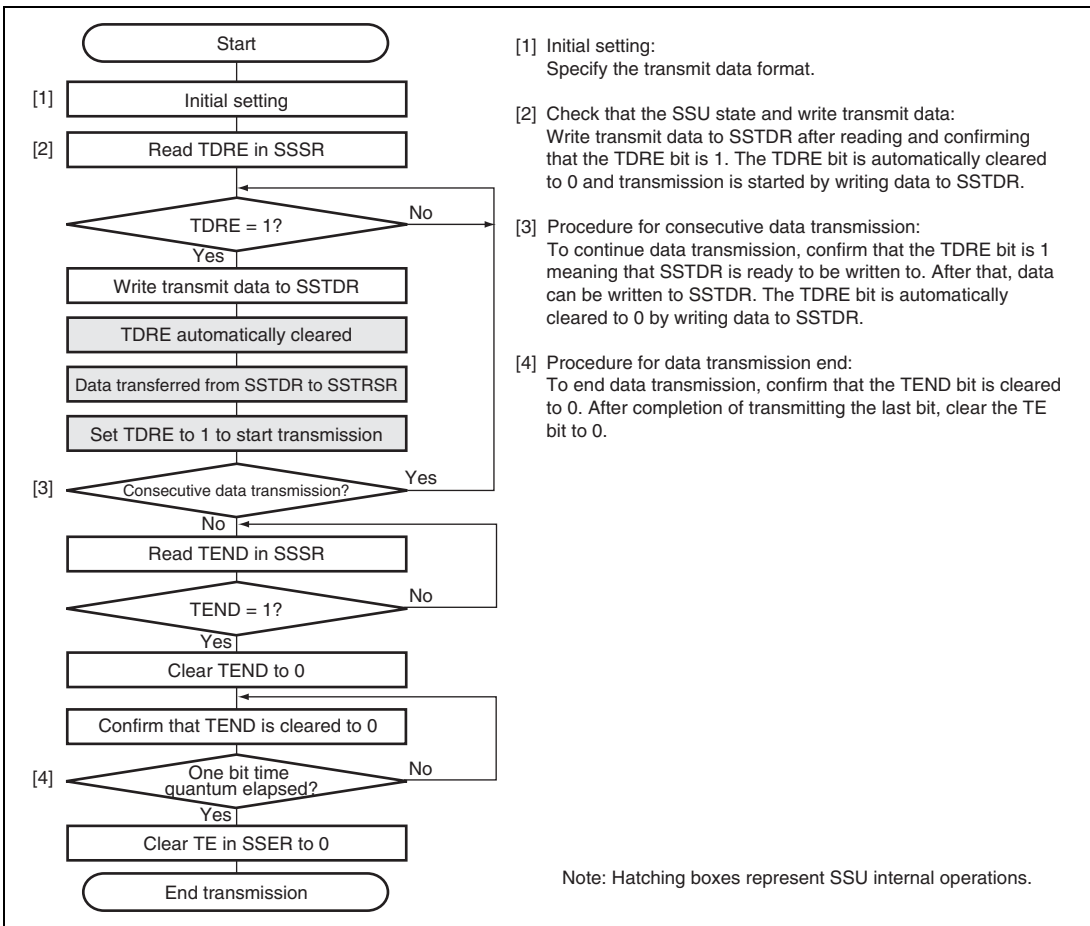 Start
[1] Initial setting
[2] Read TDRE in SSSR
TDRE = 1?
No
Yes
Write transmit data to SSTDR
TDRE automatically cleared
Data transferred from SSTDR to SSTRSR
Set TDRE to 1 to start transmission
[3] Consecutive data transmission?
Yes
No
Read TEND in SSSR
TEND = 1?
No
Yes
Clear TEND to 0
Confirm that TEND is cleared to 0
[4] One bit time
quantum elapsed?
No
Yes
Clear TE in SSER to 0
End transmission
[1] Initial setting:
Specify the transmit data format.
[2] Check that the SSU state and write transmit data:
Write transmit data to SSTDR after reading and confirming
that the TDRE bit is 1. The TDRE bit is automatically cleared
to 0 and transmission is started by writing data to SSTDR.
[3] Procedure for consecutive data transmission:
To continue data transmission, confirm that the TDRE bit is 1
meaning that SSTDR is ready to be written to. After that, data
can be written to SSTDR. The TDRE bit is automatically
cleared to 0 by writing data to SSTDR.
[4] Procedure for data transmission end:
To end data transmission, confirm that the TEND bit is cleared
to 0. After completion of transmitting the last bit, clear the TE
bit to 0.
Note: Hatching boxes represent SSU internal operations.